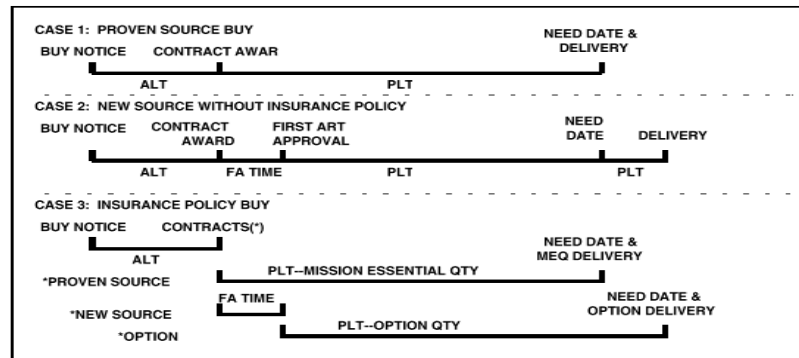 CASE 1: PROVEN SOURCE BUY
BUY NOTICE CONTRACT AWAR NEED DATE &
DELIVERY
ALT PLT
CASE 2: NEW SOURCE WITHOUT INSURANCE POLICY
BUY NOTICE CONTRACT AWARD FIRST ART APPROVAL NEED DATE DELIVERY
ALT FA TIME PLT PLT
CASE 3: INSURANCE POLICY BUY
BUY NOTICE CONTRACTS(*) NEED DATE &
MEQ DELIVERY
ALT
*PROVEN SOURCE PLT--MISSION ESSENTIAL QTY
FA TIME NEED DATE &
*NEW SOURCE OPTION DELIVERY
*OPTION PLT--OPTION QTY